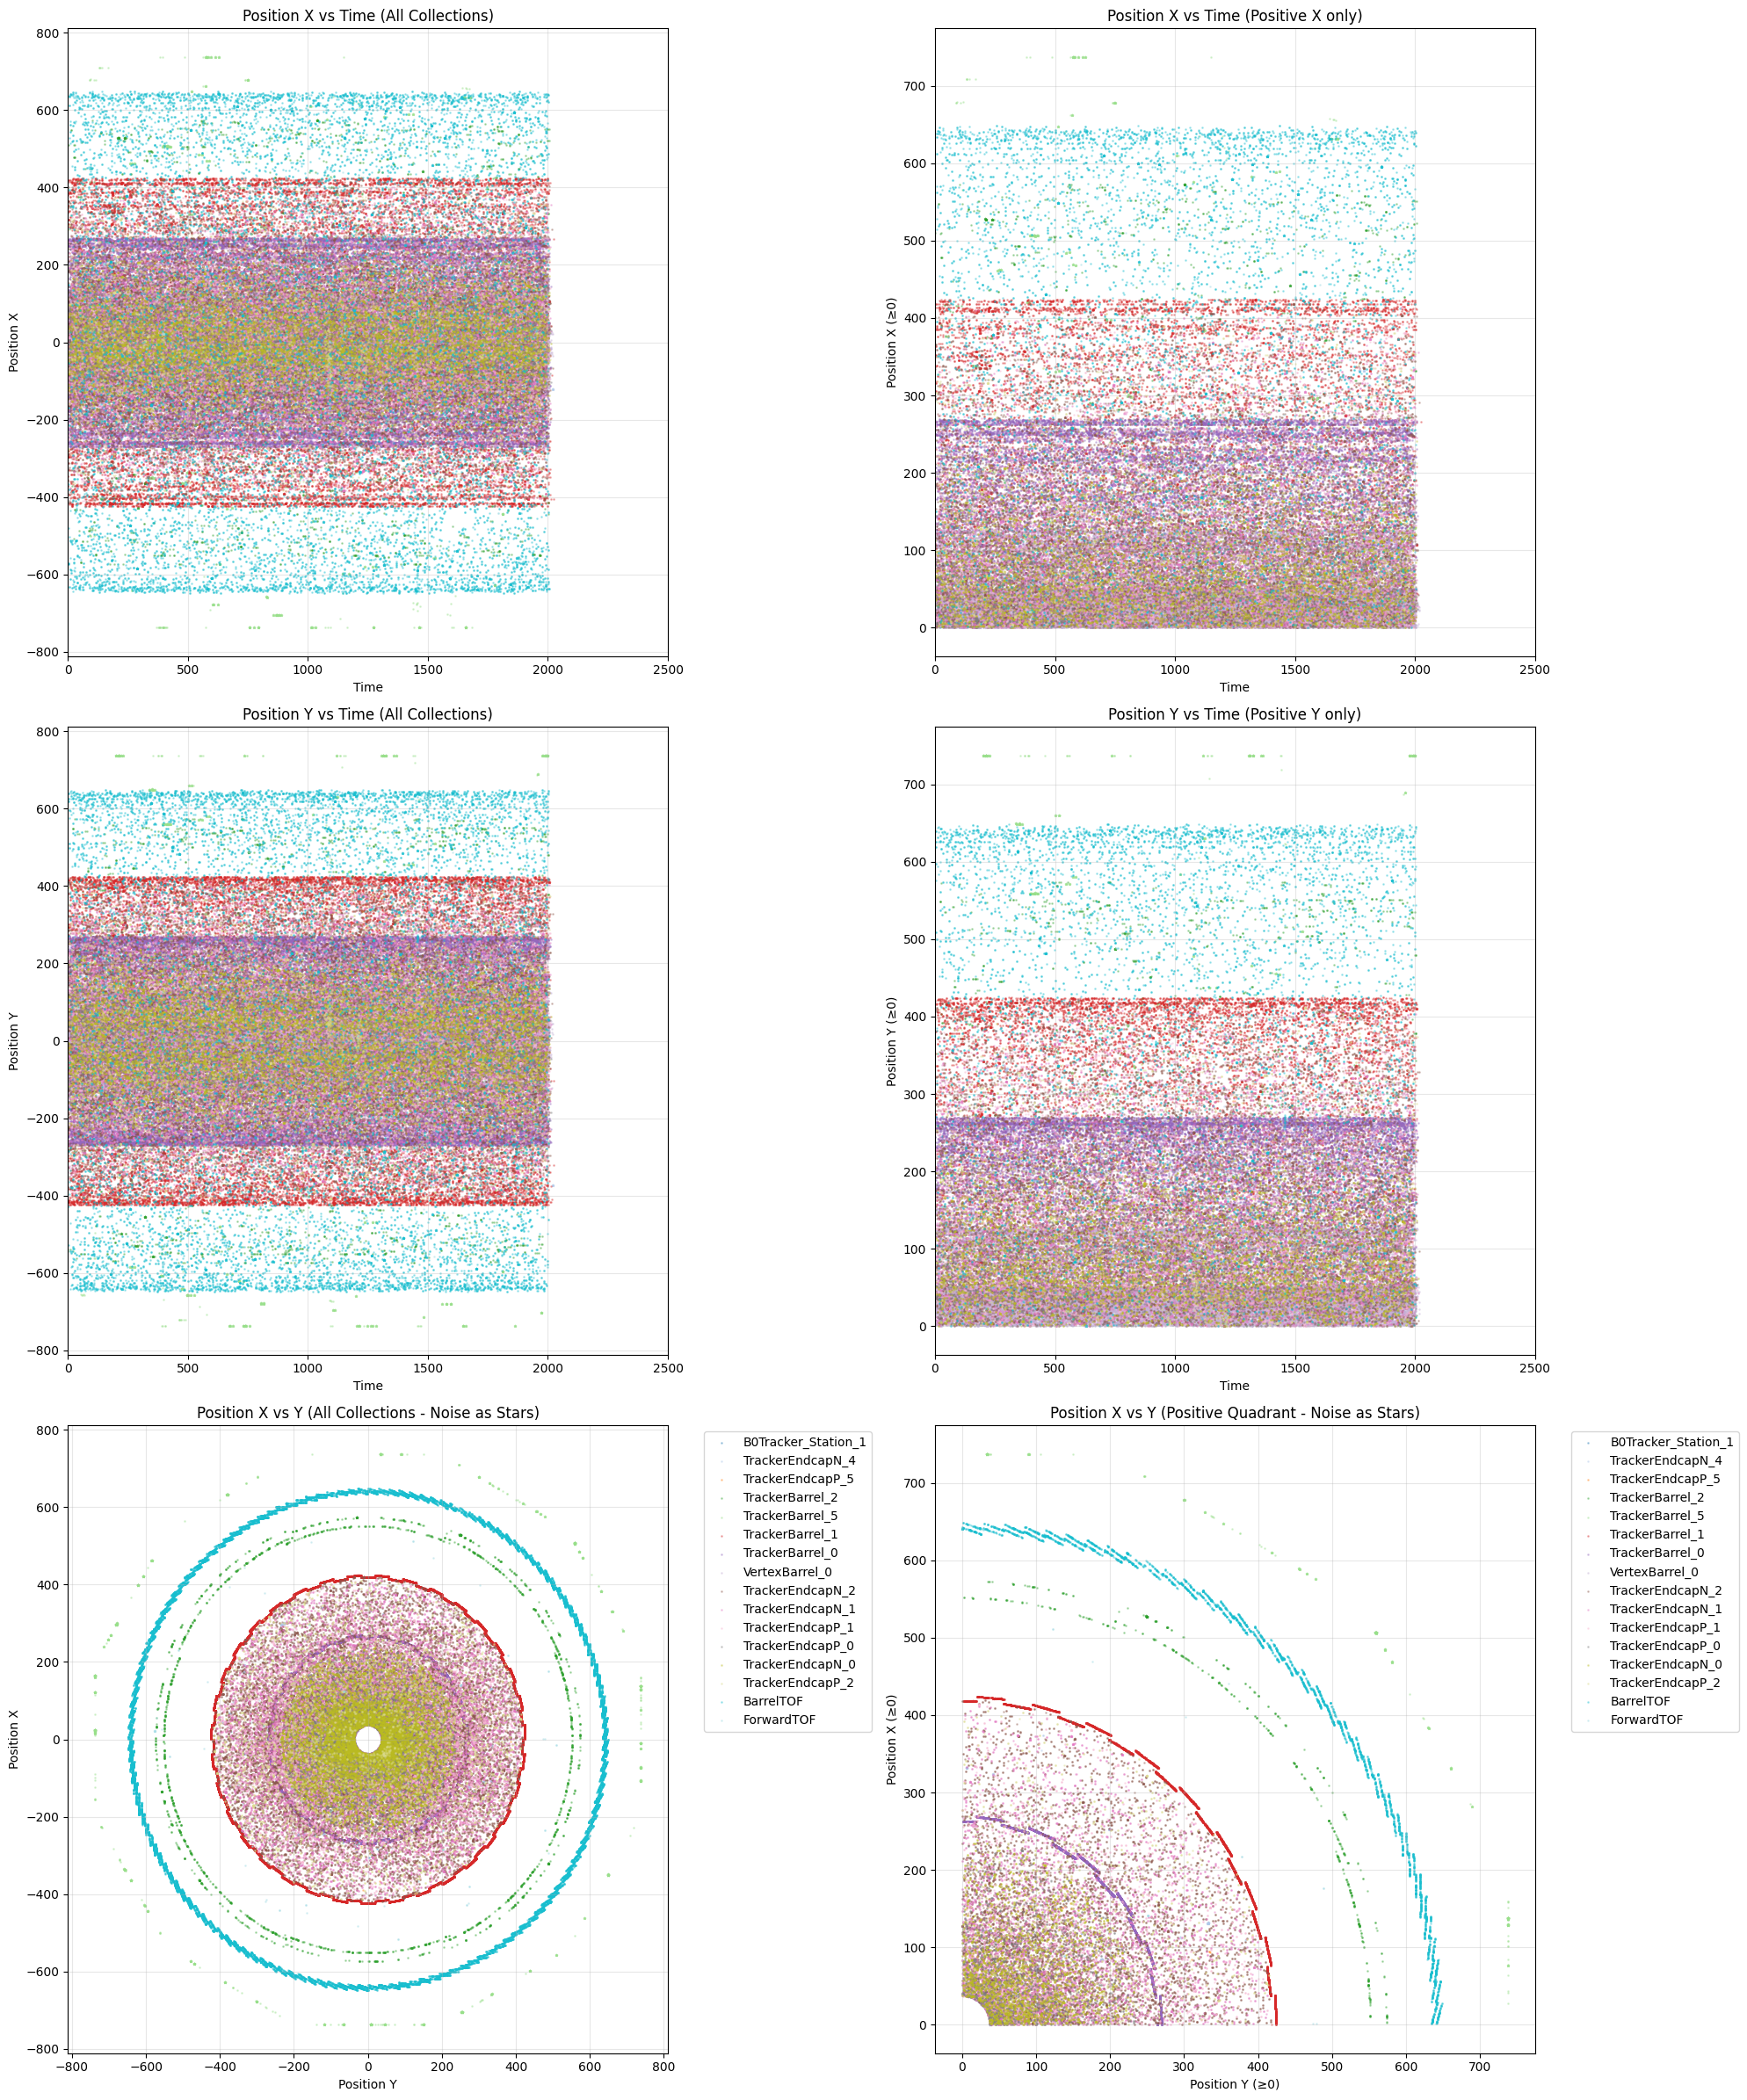 Position X vs Time (All Collections)
Position X
800
600
400
200
0
−200
−400
−600
−800
0 500 1000 1500 2000 2500
Time
Position X vs Time (Positive X only)
Position X (≥0)
700
600
500
400
300
200
100
0
0 500 1000 1500 2000 2500
Time
Position Y vs Time (All Collections)
Position Y
800
600
400
200
0
−200
−400
−600
−800
0 500 1000 1500 2000 2500
Time
Position Y vs Time (Positive Y only)
Position Y (≥0)
700
600
500
400
300
200
100
0
0 500 1000 1500 2000 2500
Time
Position X vs Y (All Collections - Noise as Stars)
Position X
800
600
400
200
0
−200
−400
−600
−800
−800 −600 −400 −200 0 200 400 600 800
Position Y
B0Tracker_Station_1
TrackerEndcapN_4
TrackerEndcapP_5
TrackerBarrel_2
TrackerBarrel_5
TrackerBarrel_1
TrackerBarrel_0
VertexBarrel_0
TrackerEndcapN_2
TrackerEndcapN_1
TrackerEndcapP_1
TrackerEndcapP_0
TrackerEndcapN_0
TrackerEndcapP_2
BarrelTOF
ForwardTOF
Position X vs Y (Positive Quadrant - Noise as Stars)
Position X (≥0)
700
600
500
400
300
200
100
0
0 100 200 300 400 500 600 700
Position Y (≥0)
B0Tracker_Station_1
TrackerEndcapN_4
TrackerEndcapP_5
TrackerBarrel_2
TrackerBarrel_5
TrackerBarrel_1
TrackerBarrel_0
VertexBarrel_0
TrackerEndcapN_2
TrackerEndcapN_1
TrackerEndcapP_1
TrackerEndcapP_0
TrackerEndcapN_0
TrackerEndcapP_2
BarrelTOF
ForwardTOF